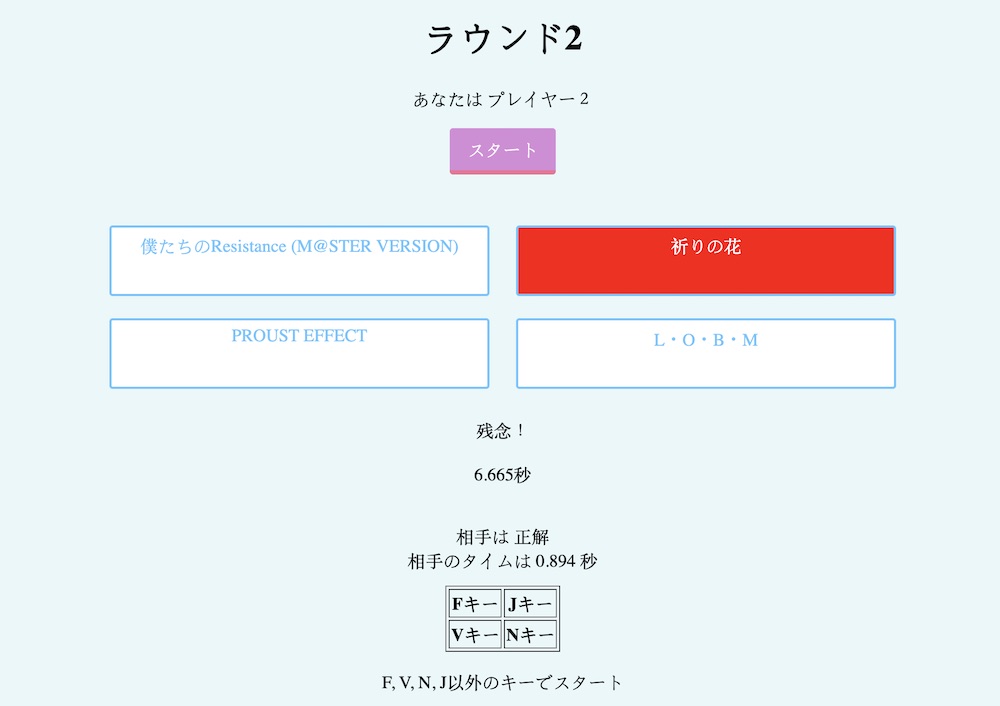 ラウンド2
あなたは プレイヤー 2
スタート
僕たちのResistance (M@STER VERSION)
祈りの花
PROUST EFFECT
L・O・B・M
残念！
6.665秒
相手は 正解
相手のタイムは 0.894 秒
Fキー Jキー
Vキー Nキー
F, V, N, J以外のキーでスタート